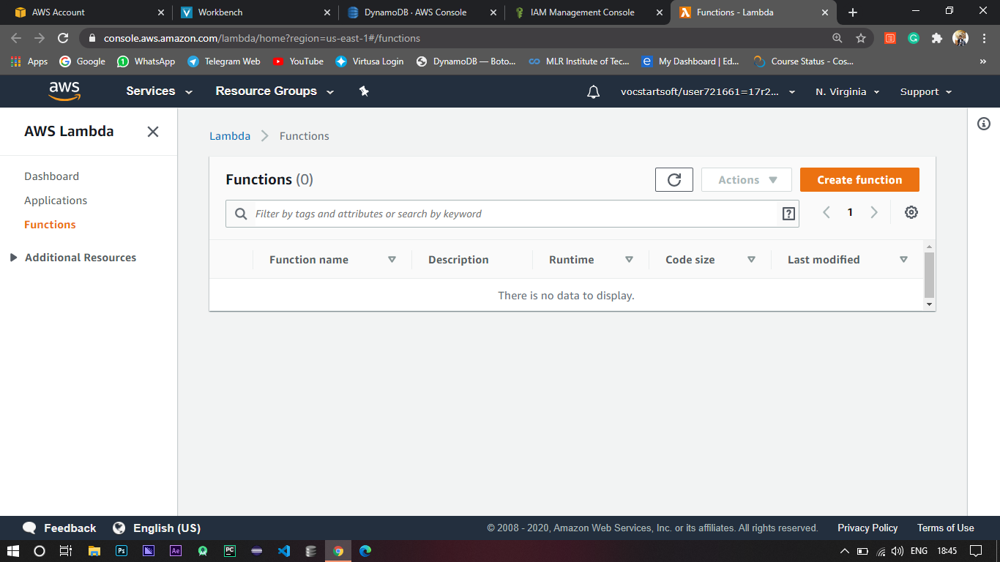 AWS Account
Workbench
DynamoDB · AWS Console
IAM Management Console
Functions - Lambda
console.aws.amazon.com/lambda/home?region=us-east-1#/functions
Apps
Google
WhatsApp
Telegram Web
YouTube
Virtusa Login
DynamoDB — Boto...
MLR Institute of Tec...
My Dashboard | Ed...
Course Status - Cos...
aws
Services
Resource Groups
vocstartsoft/user721661=17r2...
N. Virginia
Support
AWS Lambda
Dashboard
Applications
Functions
Additional Resources
Lambda
Functions
Functions (0)
Actions
Create function
Filter by tags and attributes or search by keyword
1
Function name
Description
Runtime
Code size
Last modified
There is no data to display.
Feedback
English (US)
© 2008 - 2020, Amazon Web Services, Inc. or its affiliates. All rights reserved.
Privacy Policy
Terms of Use
Ps
Ae
PC
ENG
18:45